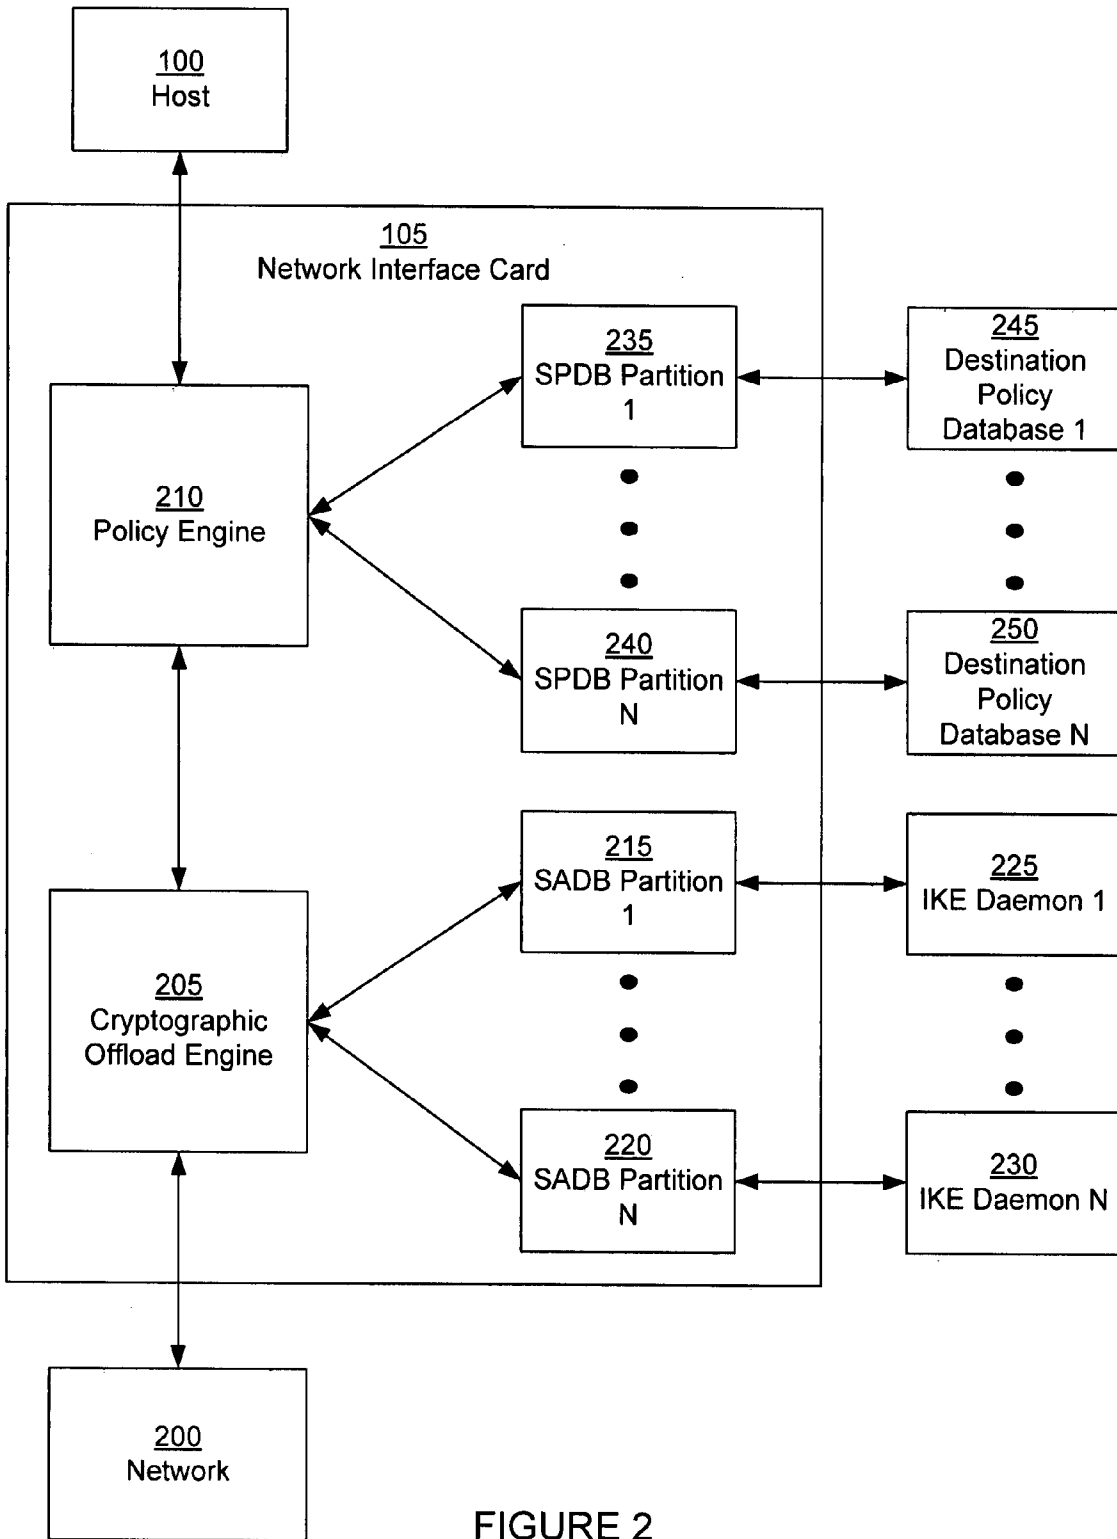 100
Host
105
Network Interface Card
235
SPDB Partition
1
245
Destination
Policy
Database 1
210
Policy Engine
240
SPDB Partition
N
250
Destination
Policy
Database N
215
SADB Partition
1
225
IKE Daemon 1
205
Cryptographic
Offload Engine
220
SADB Partition
N
230
IKE Daemon N
200
Network
FIGURE 2